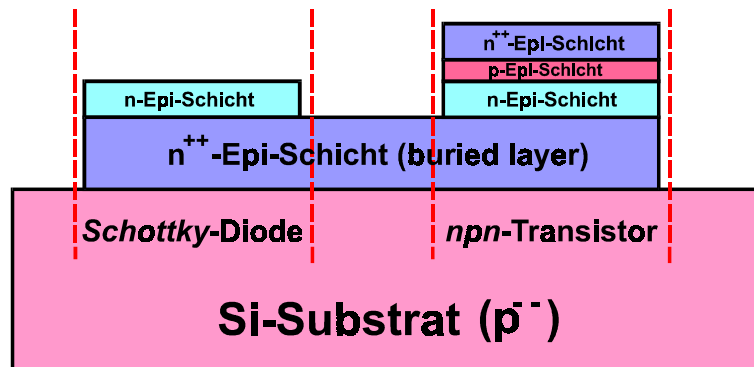 n++-Epi-Schicht
p-Epi-Schicht
n-Epi-Schicht
n-Epi-Schicht
n++-Epi-Schicht (buried layer)
Schottky-Diode
npn-Transistor
Si-Substrat (p--)